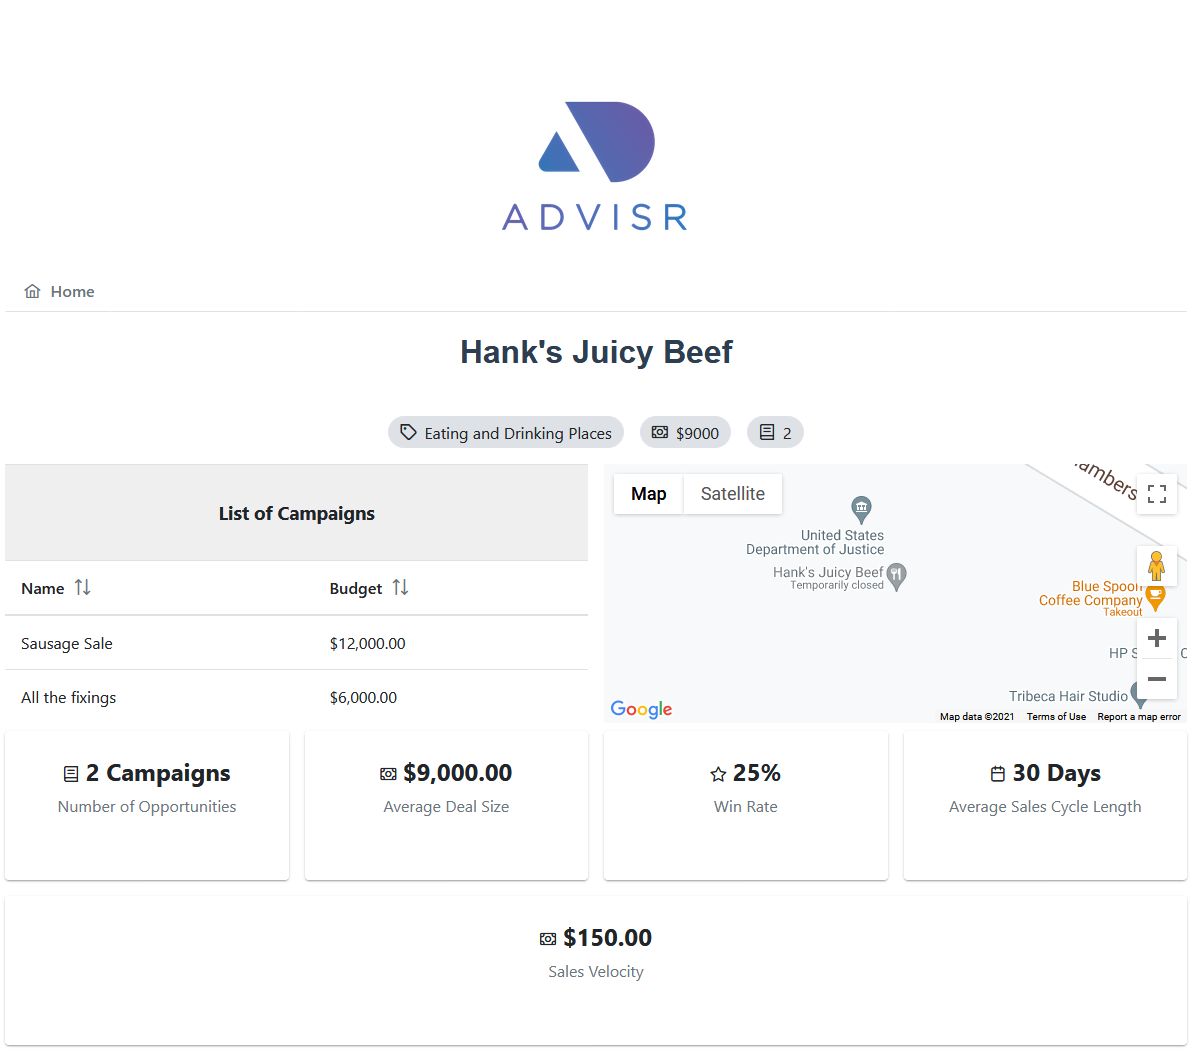 ADVISR
Home
Hank's Juicy Beef
Eating and Drinking Places
$9000
2
List of Campaigns
Name Budget
Sausage Sale $12,000.00
All the fixings $6,000.00
Map Satellite
ambers
United States
Department of Justice
Hank's Juicy Beef
Temporarily closed
Blue Spoon
Coffee Company
Takeout
HP S
C
Tribeca Hair Studio
Google
Map data ©2021 Terms of Use Report a map error
2 Campaigns
Number of Opportunities
$9,000.00
Average Deal Size
25%
Win Rate
30 Days
Average Sales Cycle Length
$150.00
Sales Velocity